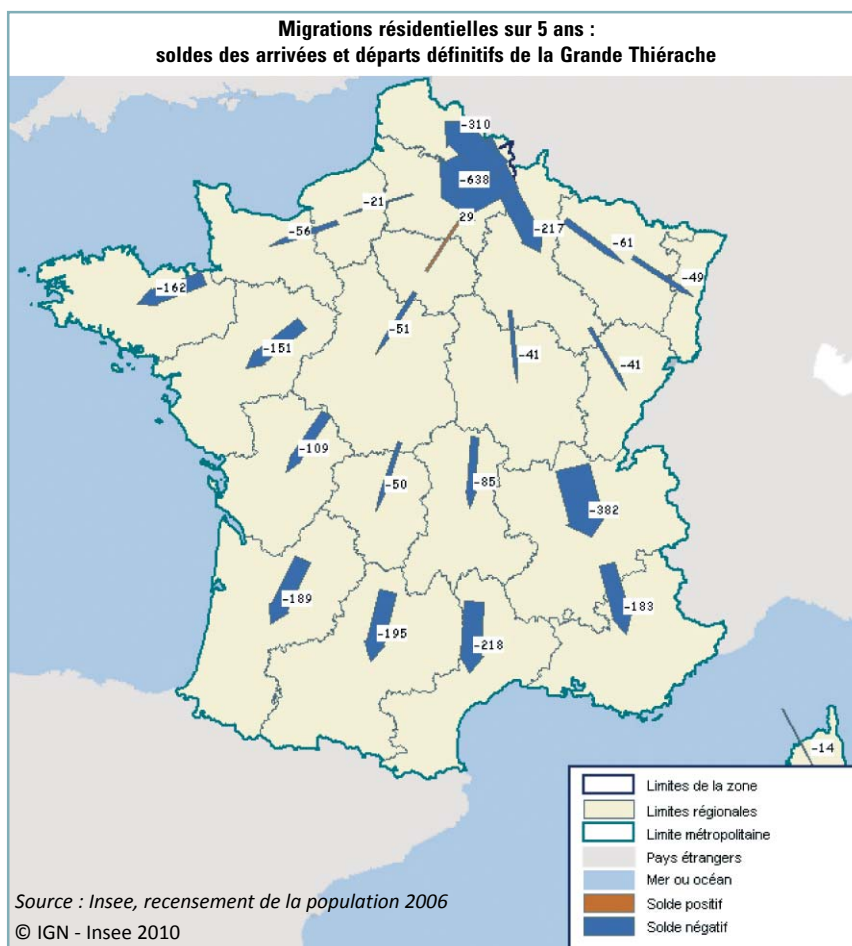 Migrations résidentielles sur 5 ans :
soldes des arrivées et départs définitifs de la Grande Thiérache
-310
-638
-21
29
-217
-56
-61
-49
-162
-151
-51
-41
-41
-109
-50
-85
-382
-189
-195
-218
-183
-14
Limites de la zone
Limites régionales
Limite métropolitaine
Pays étrangers
Mer ou océan
Solde positif
Solde négatif
Source : Insee, recensement de la population 2006
© IGN - Insee 2010